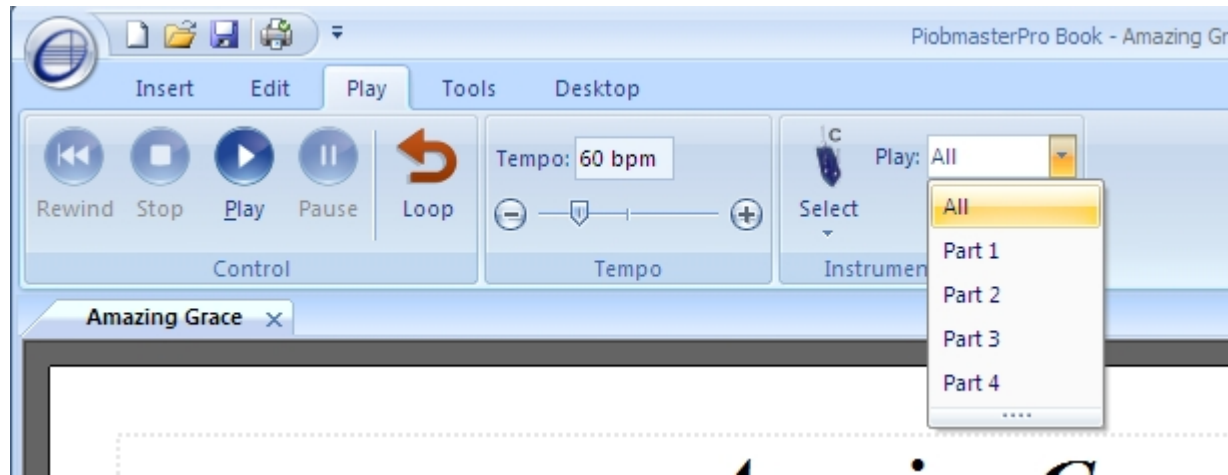 PiobmasterPro Book - Amazing Gr
Insert Edit Play Tools Desktop
C
Tempo: 60 bpm
Play: All
Rewind Stop Play Pause Loop
Select
All
Part 1
Control Tempo Instrumen
Part 2
Amazing Grace
Part 3
Part 4